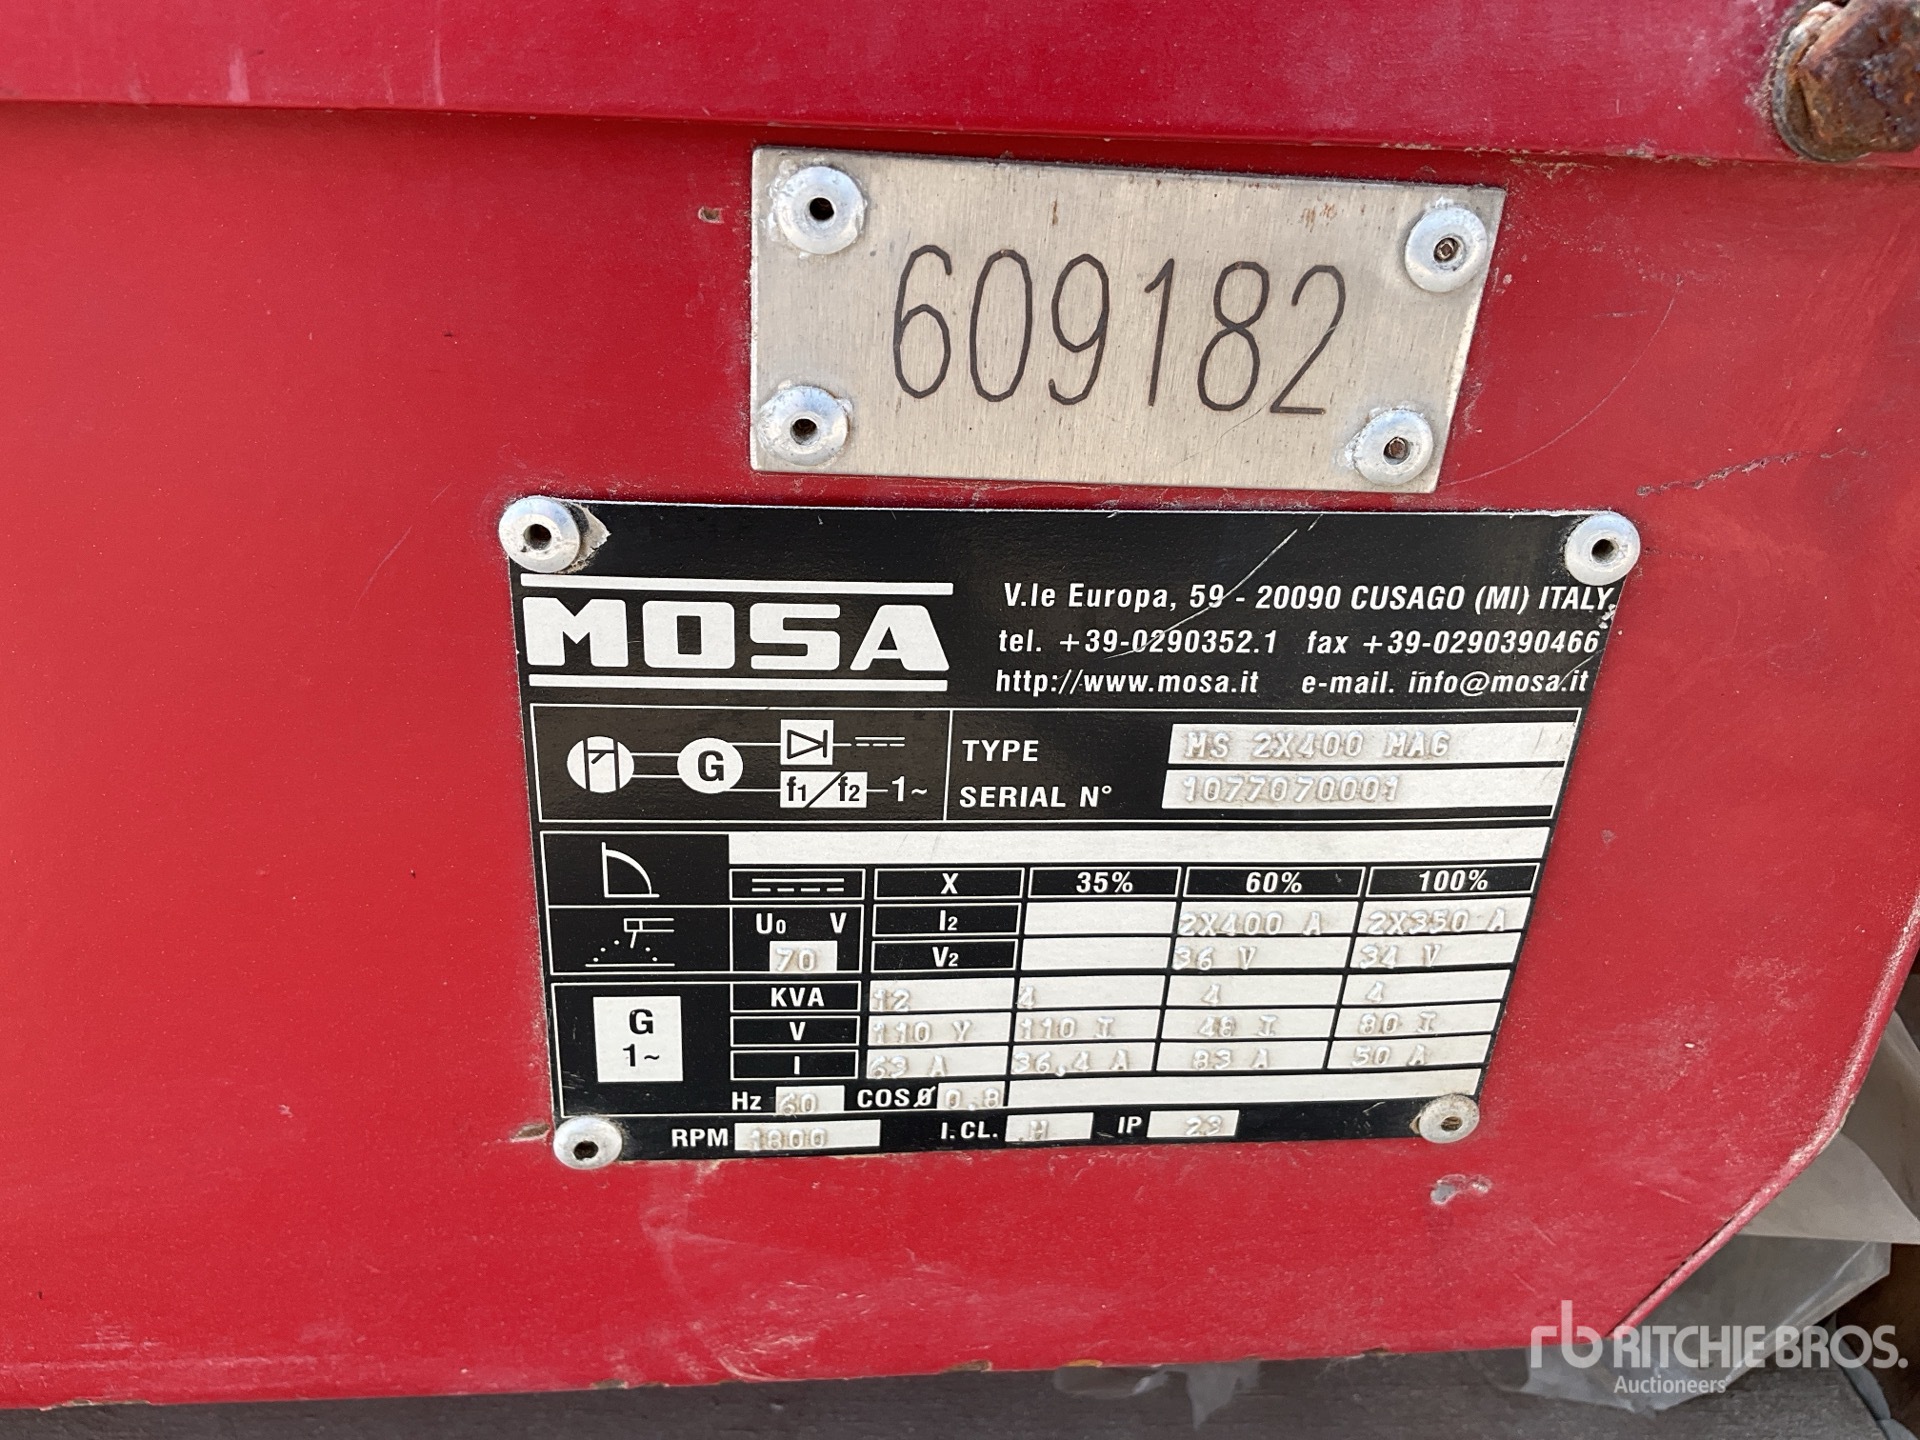 609182
MOSA
V.le Europa, 59 - 20090 CUSAGO (MI) ITALY
tel. +39-0290352.1 fax +39-0290390466
http://www.mosa.it e-mail. info@mosa.it
G
f1/f2 1~
TYPE MS 2X400 MAG
SERIAL N° 1077070001
X 35% 60% 100%
U0 V I2 2X400 A 2X350 A
70 V2 36 V 34 V
G 1~
KVA 12 4 4 4
V 110 Y 110 I 48 I 80 I
I 63 A 36,4 A 83 A 50 A
Hz 60 COSØ 0.8
RPM 1800 I.CL. H IP 23
rb RITCHIE BROS.
Auctioneers